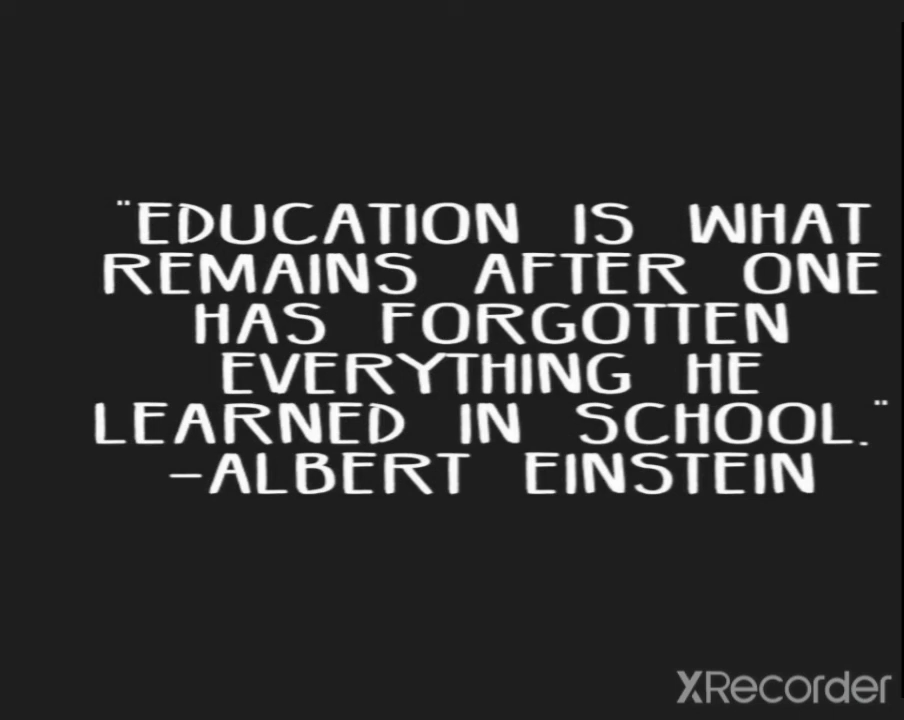 "EDUCATION IS WHAT
REMAINS AFTER ONE
HAS FORGOTTEN
EVERYTHING HE
LEARNED IN SCHOOL."
-ALBERT EINSTEIN
XRecorder